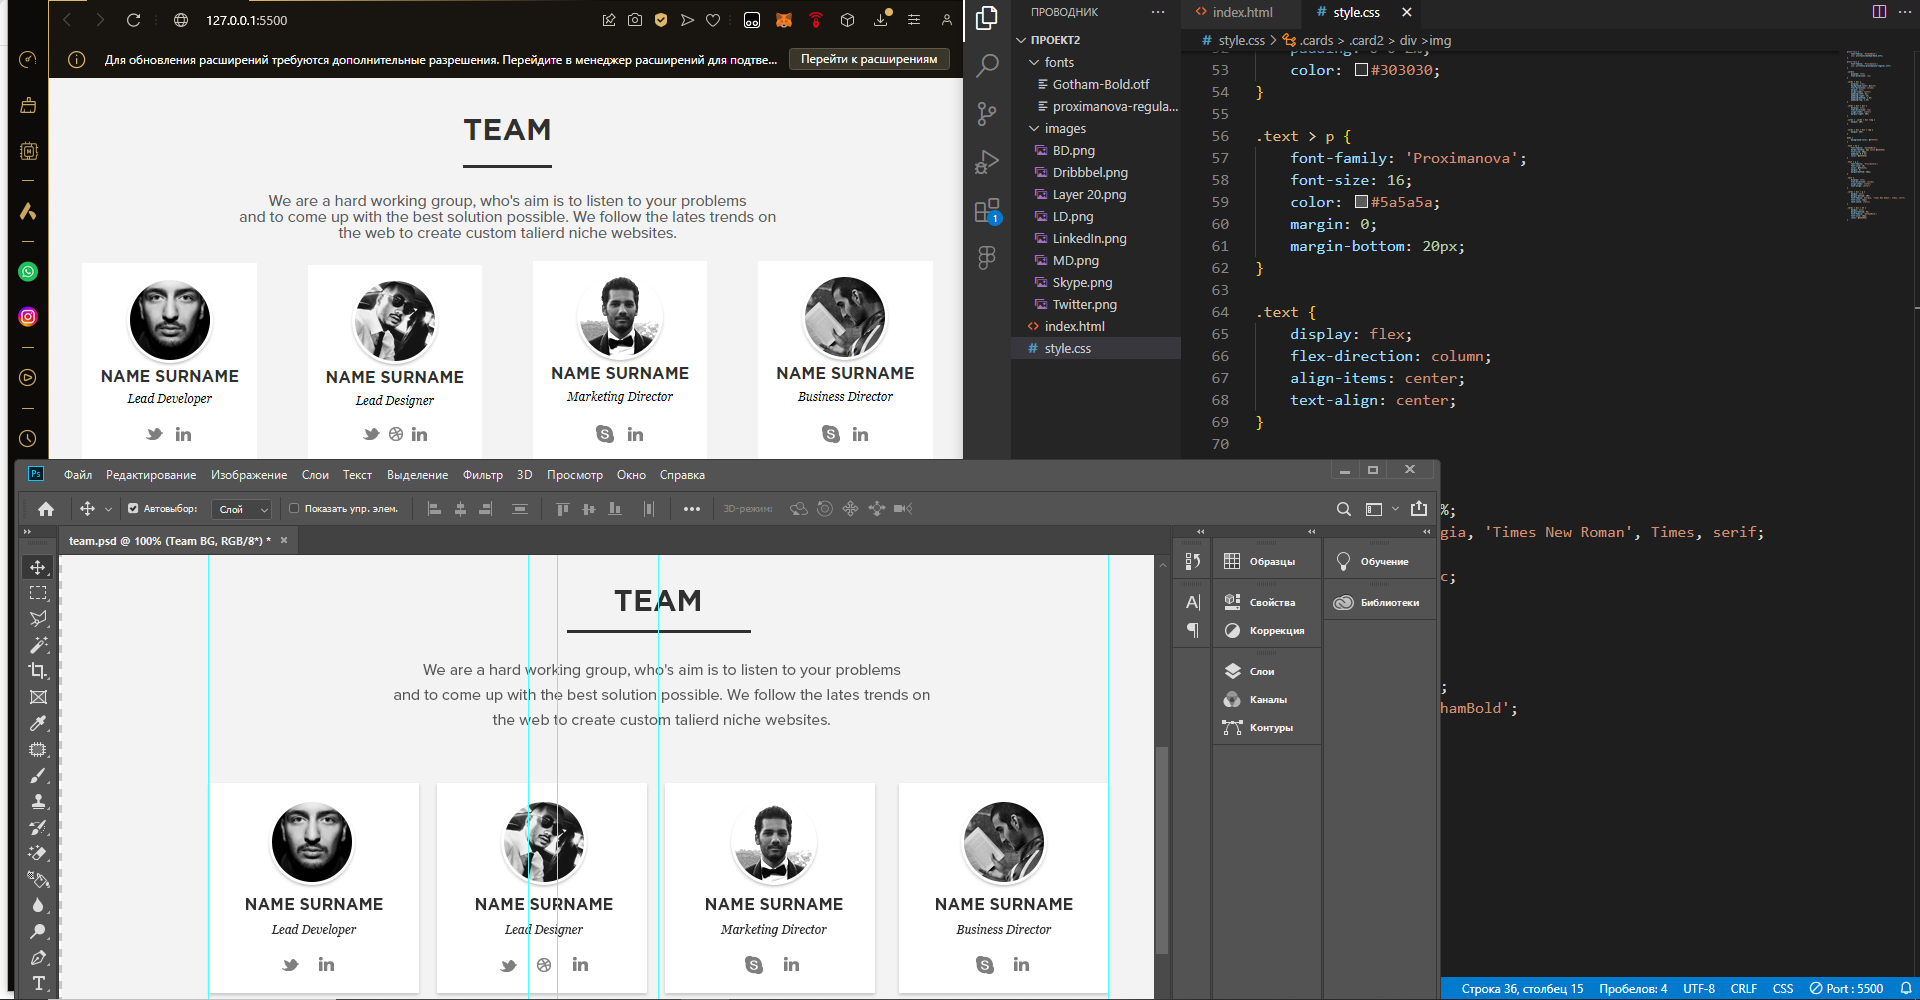 127.0.0.1:5500
Для обновления расширений требуются дополнительные разрешения. Перейдите в менеджер расширений для подтве...
Перейти к расширениям
TEAM
We are a hard working group, who's aim is to listen to your problems
and to come up with the best solution possible. We follow the lates trends on
the web to create custom talierd niche websites.
NAME SURNAME
Lead Developer
NAME SURNAME
Lead Designer
NAME SURNAME
Marketing Director
NAME SURNAME
Business Director
ПРОВОДНИК
ПРОЕКТ2
fonts
Gotham-Bold.otf
proximanova-regula...
images
BD.png
Dribbbel.png
Layer 20.png
LD.png
LinkedIn.png
MD.png
Skype.png
Twitter.png
index.html
style.css
1
index.html
style.css
style.css > .cards > .card2 > div >img
53 color: #303030;
54 }
55
56 .text > p {
57 font-family: 'Proximanova';
58 font-size: 16;
59 color: #5a5a5a;
60 margin: 0;
61 margin-bottom: 20px;
62 }
63
64 .text {
65 display: flex;
66 flex-direction: column;
67 align-items: center;
68 text-align: center;
69 }
70
%;
gia, 'Times New Roman', Times, serif;
c;
;
hamBold';
Ps
Файл Редактирование Изображение Слои Текст Выделение Фильтр 3D Просмотр Окно Справка
Автовыбор: Слой Показать упр. элем. 3D-режим:
team.psd @ 100% (Team BG, RGB/8*) *
TEAM
We are a hard working group, who's aim is to listen to your problems
and to come up with the best solution possible. We follow the lates trends on
the web to create custom talierd niche websites.
NAME SURNAME
Lead Developer
NAME SURNAME
Lead Designer
NAME SURNAME
Marketing Director
NAME SURNAME
Business Director
Образцы
Свойства
Коррекция
Слои
Каналы
Контуры
Обучение
Библиотеки
Строка 36, столбец 15 Пробелов: 4 UTF-8 CRLF CSS Port : 5500